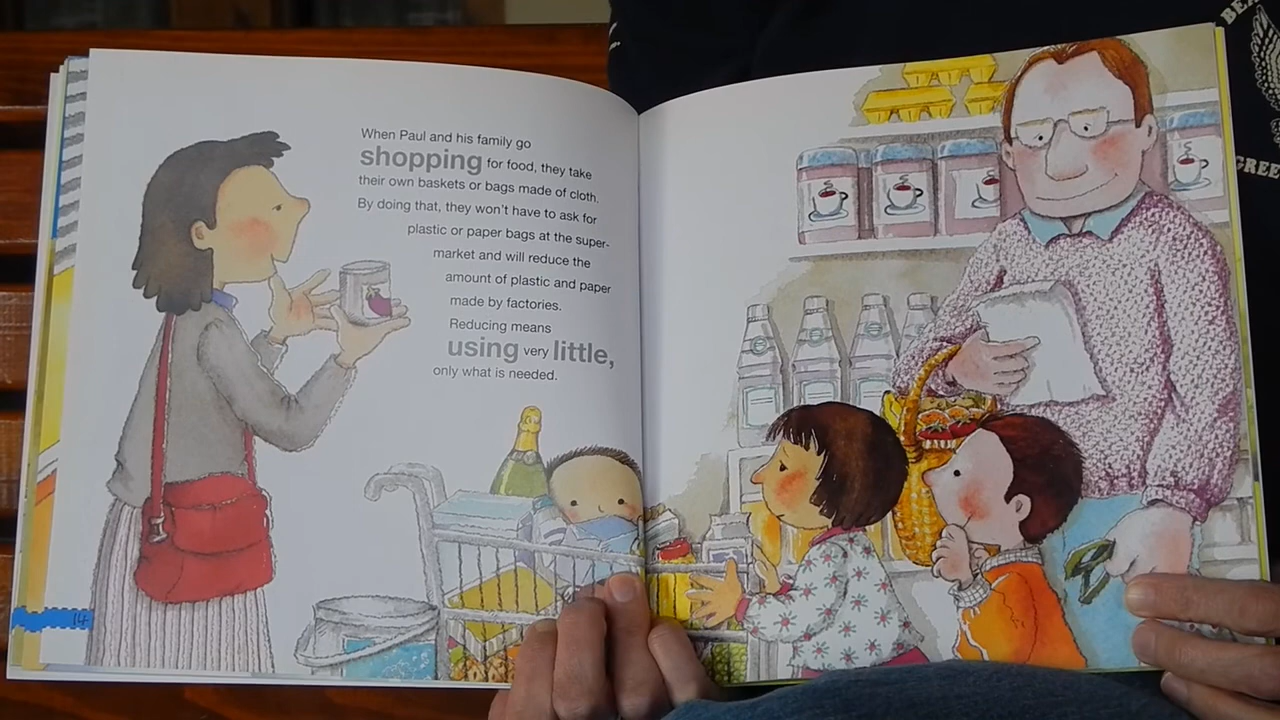 When Paul and his family go
shopping for food, they take
their own baskets or bags made of cloth.
By doing that, they won't have to ask for
plastic or paper bags at the super-
market and will reduce the
amount of plastic and paper
made by factories.
Reducing means
using very little,
only what is needed.
14